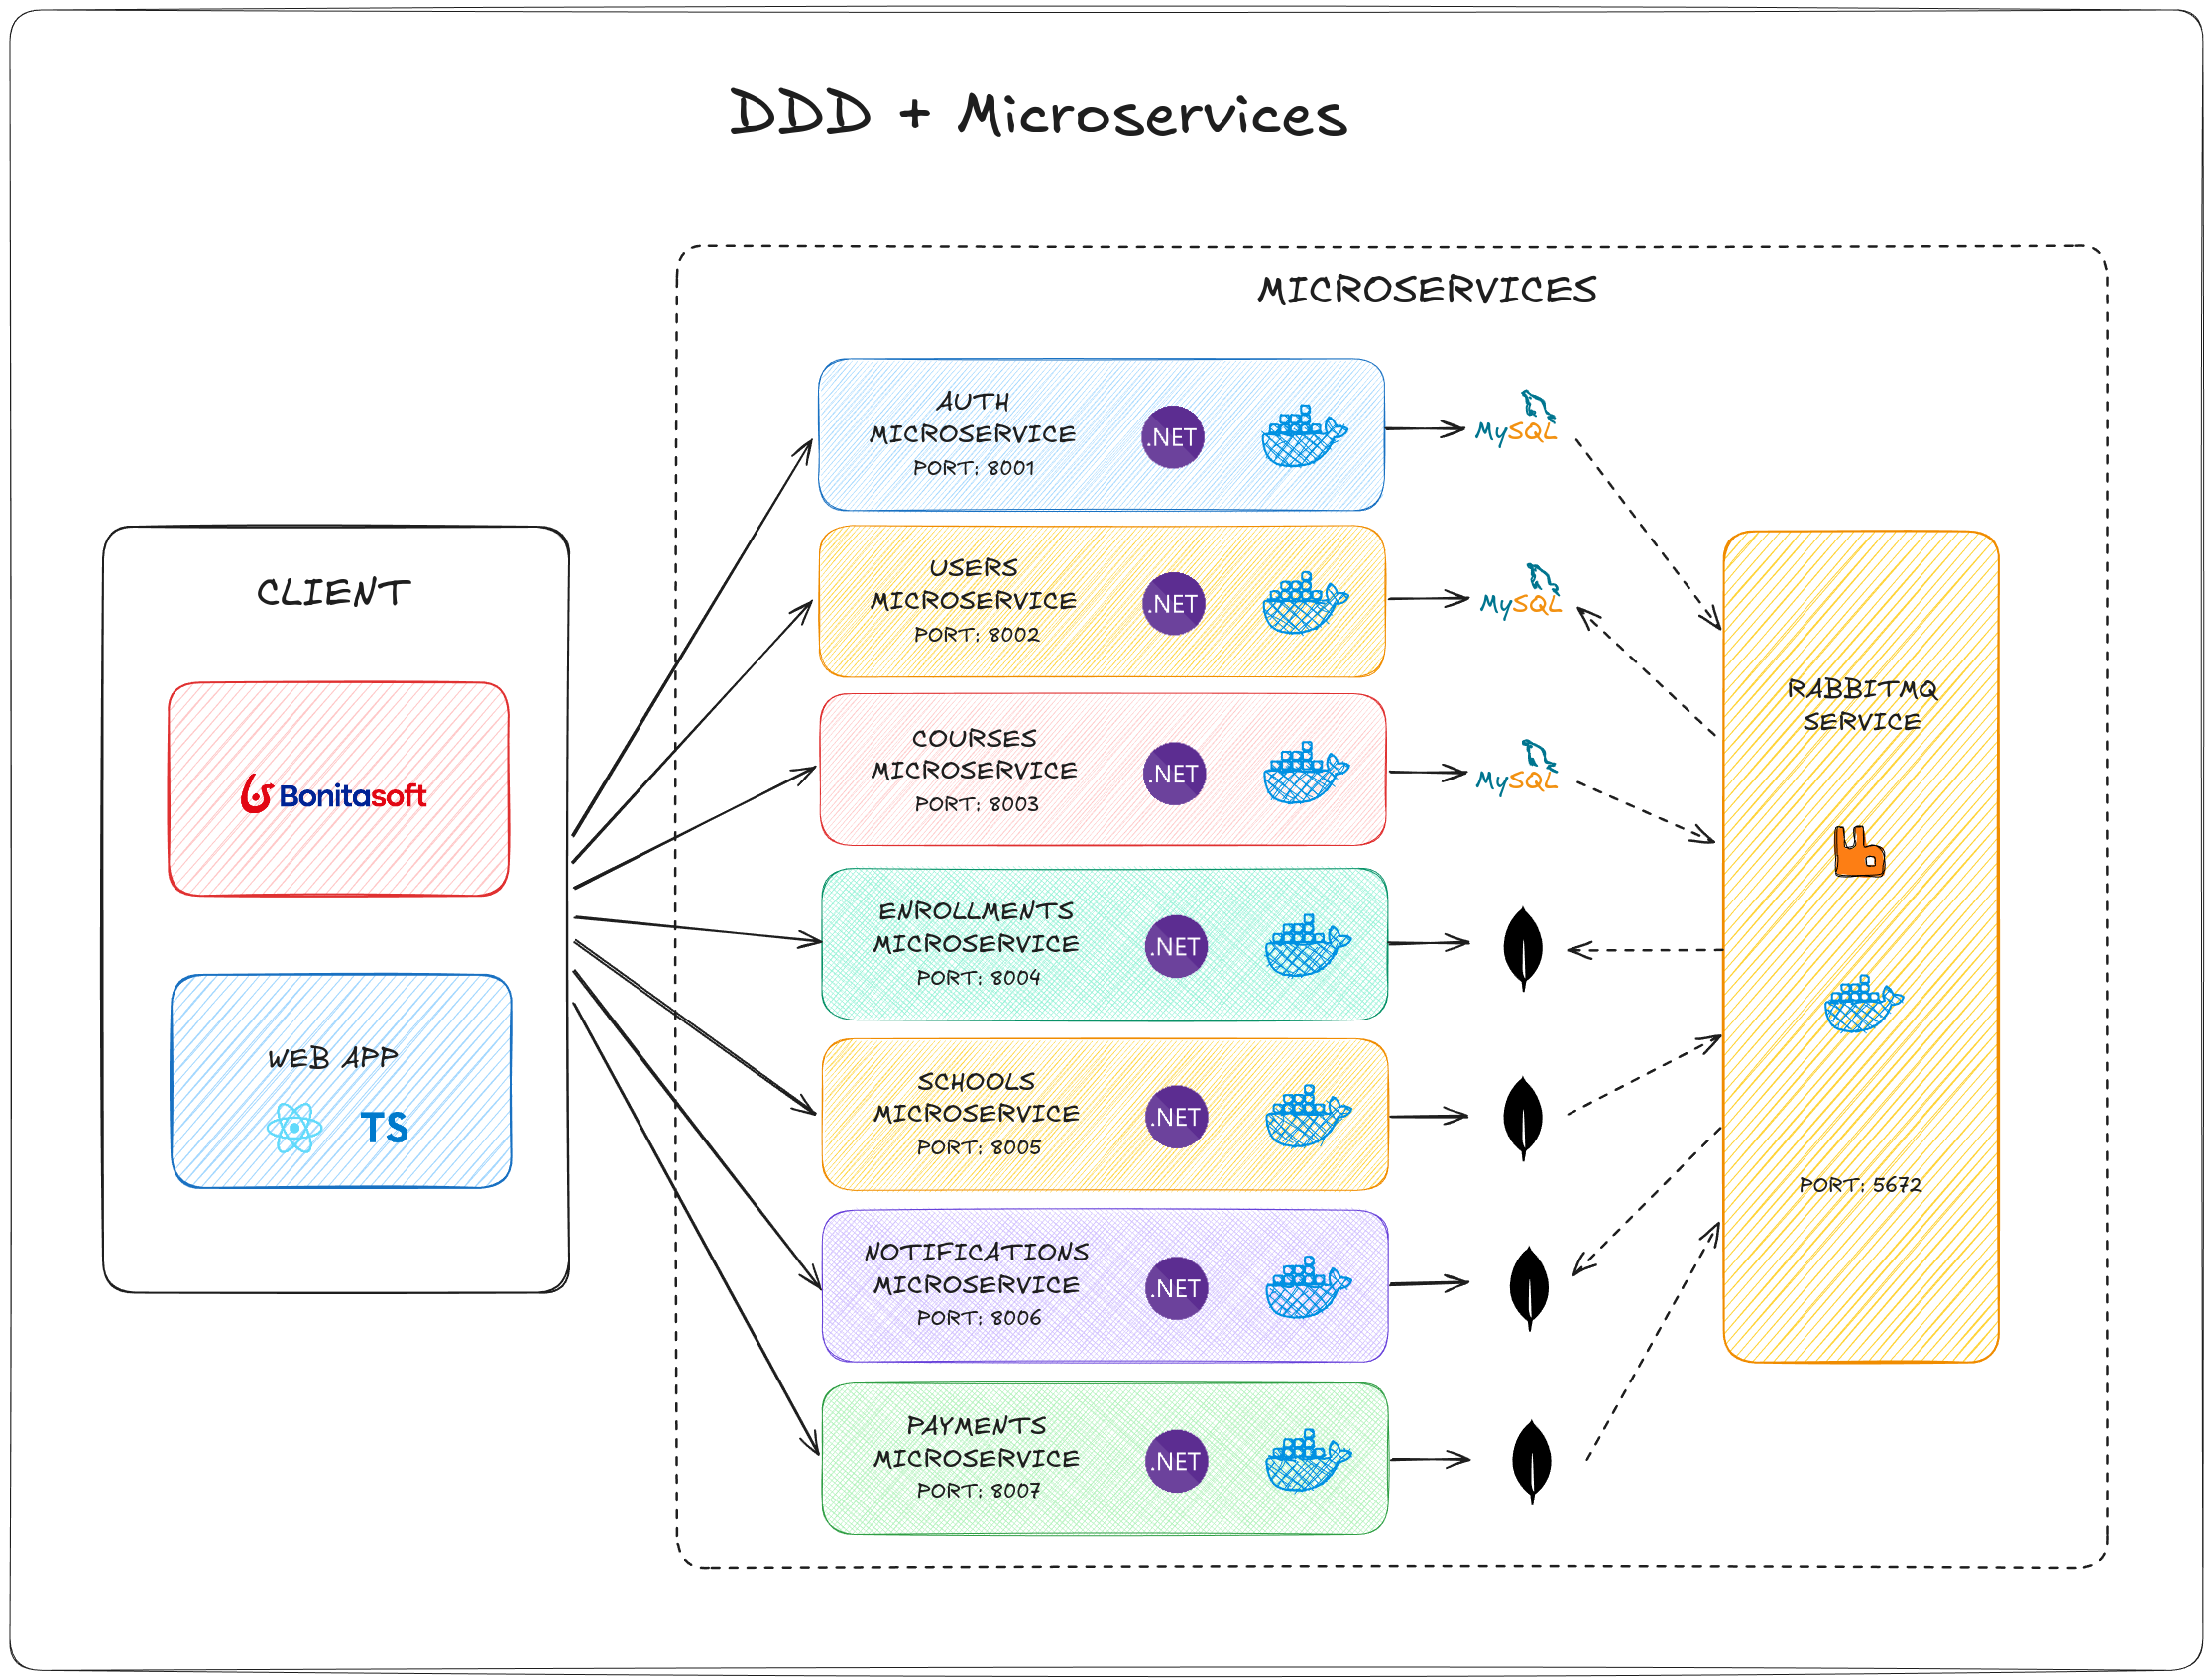 DDD + Microservices
MICROSERVICES
CLIENT
Bonitasoft
WEB APP
TS
AUTH
MICROSERVICE
PORT: 8001
.NET
MySQL
USERS
MICROSERVICE
PORT: 8002
.NET
MySQL
COURSES
MICROSERVICE
PORT: 8003
.NET
MySQL
ENROLLMENTS
MICROSERVICE
PORT: 8004
.NET
SCHOOLS
MICROSERVICE
PORT: 8005
.NET
NOTIFICATIONS
MICROSERVICE
PORT: 8006
.NET
PAYMENTS
MICROSERVICE
PORT: 8007
.NET
RABBITMQ
SERVICE
PORT: 5672